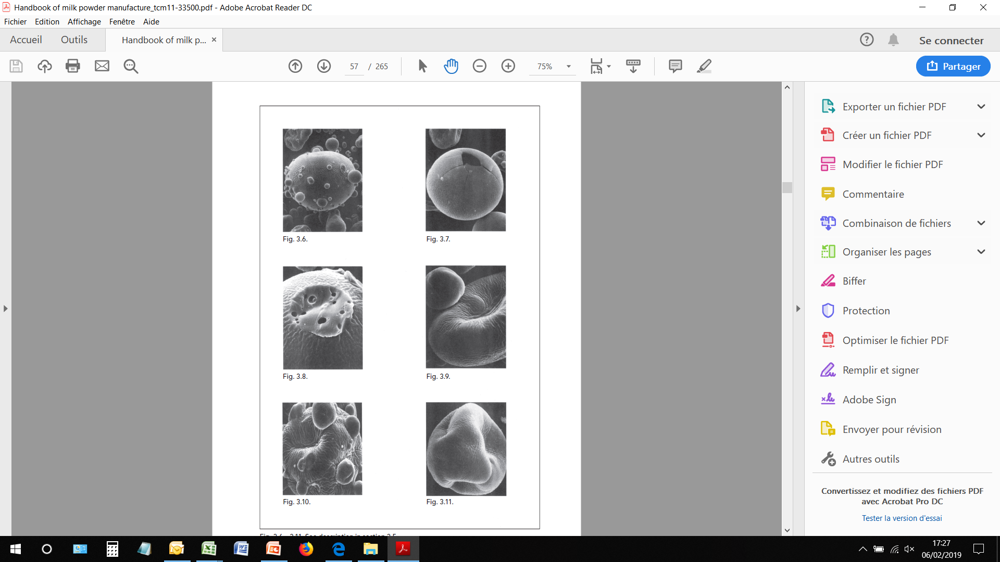 Handbook of milk powder manufacture_tcm11-33500.pdf - Adobe Acrobat Reader DC
Fichier Edition Affichage Fenêtre Aide
Accueil Outils Handbook of milk p... × Se connecter
57 / 265 75% Partager
Exporter un fichier PDF
Créer un fichier PDF
Modifier le fichier PDF
Commentaire
Combinaison de fichiers
Organiser les pages
Biffer
Protection
Optimiser le fichier PDF
Remplir et signer
Adobe Sign
Envoyer pour révision
Autres outils
Convertissez et modifiez des fichiers PDF
avec Acrobat Pro DC
Tester la version d'essai
Fig. 3.6. Fig. 3.7.
Fig. 3.8. Fig. 3.9.
Fig. 3.10. Fig. 3.11.
17:27
06/02/2019